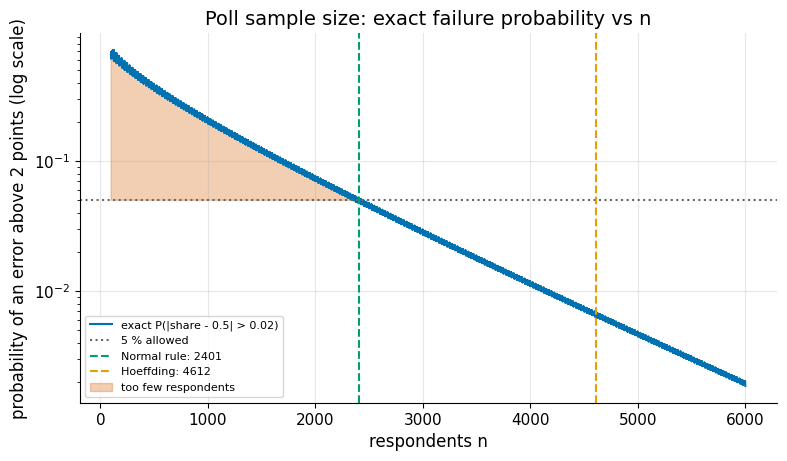 Poll sample size: exact failure probability vs n
probability of an error above 2 points (log scale)
10⁻¹
10⁻²
exact P(|share - 0.5| > 0.02)
5 % allowed
Normal rule: 2401
Hoeffding: 4612
too few respondents
0 1000 2000 3000 4000 5000 6000
respondents n